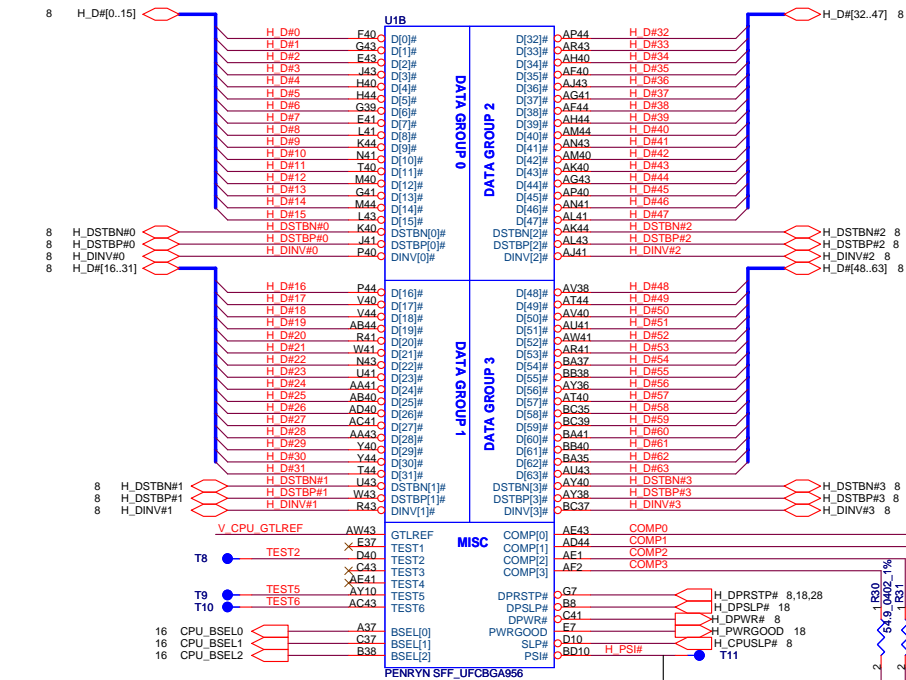 8 H_D#[0..15] U1B H_D#[32..47] 8
H_D#0 F40 D[0]# D[32]# AP44 H_D#32
H_D#1 G43 D[1]# D[33]# AR43 H_D#33
H_D#2 E43 D[2]# D[34]# AH40 H_D#34
H_D#3 J43 D[3]# D[35]# AF40 H_D#35
H_D#4 H40 D[4]# D[36]# AJ43 H_D#36
H_D#5 H44 D[5]# D[37]# AG41 H_D#37
H_D#6 G39 D[6]# D[38]# AF44 H_D#38
H_D#7 E41 D[7]# D[39]# AH44 H_D#39
H_D#8 L41 D[8]# D[40]# AM44 H_D#40
H_D#9 K44 D[9]# D[41]# AN43 H_D#41
H_D#10 N41 D[10]# D[42]# AM40 H_D#42
H_D#11 T40 D[11]# D[43]# AK40 H_D#43
H_D#12 M40 D[12]# D[44]# AG43 H_D#44
H_D#13 G41 D[13]# D[45]# AP40 H_D#45
H_D#14 M44 D[14]# D[46]# AN41 H_D#46
H_D#15 L43 D[15]# D[47]# AL41 H_D#47
8 H_DSTBN#0 H_DSTBN#0 K40 DSTBN[0]# DSTBN[2]# AK44 H_DSTBN#2 H_DSTBN#2 8
8 H_DSTBP#0 H_DSTBP#0 J41 DSTBP[0]# DSTBP[2]# AL43 H_DSTBP#2 H_DSTBP#2 8
8 H_DINV#0 H_DINV#0 P40 DINV[0]# DINV[2]# AJ41 H_DINV#2 H_DINV#2 8
DATA GROUP 0
DATA GROUP 2
8 H_D#[16..31] H_D#[48..63] 8
H_D#16 P44 D[16]# D[48]# AV38 H_D#48
H_D#17 V40 D[17]# D[49]# AT44 H_D#49
H_D#18 V44 D[18]# D[50]# AV40 H_D#50
H_D#19 AB44 D[19]# D[51]# AU41 H_D#51
H_D#20 R41 D[20]# D[52]# AW41 H_D#52
H_D#21 W41 D[21]# D[53]# AR41 H_D#53
H_D#22 N43 D[22]# D[54]# BA37 H_D#54
H_D#23 U41 D[23]# D[55]# BB38 H_D#55
H_D#24 AA41 D[24]# D[56]# AY36 H_D#56
H_D#25 AB40 D[25]# D[57]# AT40 H_D#57
H_D#26 AD40 D[26]# D[58]# BC35 H_D#58
H_D#27 AC41 D[27]# D[59]# BC39 H_D#59
H_D#28 AA43 D[28]# D[60]# BA41 H_D#60
H_D#29 Y40 D[29]# D[61]# BB40 H_D#61
H_D#30 Y44 D[30]# D[62]# BA35 H_D#62
H_D#31 T44 D[31]# D[63]# AU43 H_D#63
8 H_DSTBN#1 H_DSTBN#1 U43 DSTBN[1]# DSTBN[3]# AY40 H_DSTBN#3 H_DSTBN#3 8
8 H_DSTBP#1 H_DSTBP#1 W43 DSTBP[1]# DSTBP[3]# AY38 H_DSTBP#3 H_DSTBP#3 8
8 H_DINV#1 H_DINV#1 R43 DINV[1]# DINV[3]# BC37 H_DINV#3 H_DINV#3 8
DATA GROUP 1
DATA GROUP 3
V_CPU_GTLREF AW43 GTLREF MISC COMP[0] AE43 COMP0
E37 TEST1 COMP[1] AD44 COMP1
T8 TEST2 D40 TEST2 COMP[2] AE1 COMP2
C43 TEST3 COMP[3] AF2 COMP3
AE41 TEST4
T9 TEST5 AY10 TEST5 DPRSTP# G7 H_DPRSTP# 8,18,28
T10 TEST6 AC43 TEST6 DPSLP# B8 H_DPSLP# 18
DPWR# C41 H_DPWR# 8
16 CPU_BSEL0 A37 BSEL[0] PWRGOOD E7 H_PWRGOOD 18
16 CPU_BSEL1 C37 BSEL[1] SLP# D10 H_CPUSLP# 8
16 CPU_BSEL2 B38 BSEL[2] PSI# BD10 H_PSI# T11
PENRYN SFF_UFCBGA956
1 R30 2
54.9_0402_1%
1 R31 2